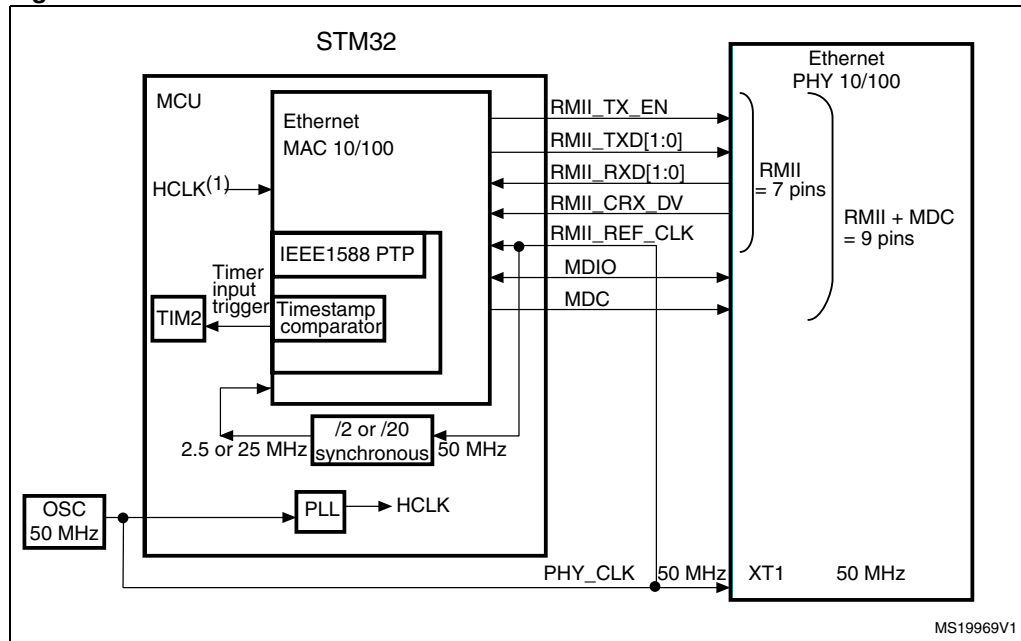 STM32
MCU
Ethernet
MAC 10/100
HCLK(1)
IEEE1588 PTP
Timer
input
trigger
Timestamp
comparator
TIM2
/2 or /20
synchronous
2.5 or 25 MHz
50 MHz
OSC
50 MHz
PLL
HCLK
RMII_TX_EN
RMII_TXD[1:0]
RMII_RXD[1:0]
RMII_CRX_DV
RMII_REF_CLK
MDIO
MDC
Ethernet
PHY 10/100
RMII
= 7 pins
RMII + MDC
= 9 pins
PHY_CLK 50 MHz
XT1 50 MHz
MS19969V1